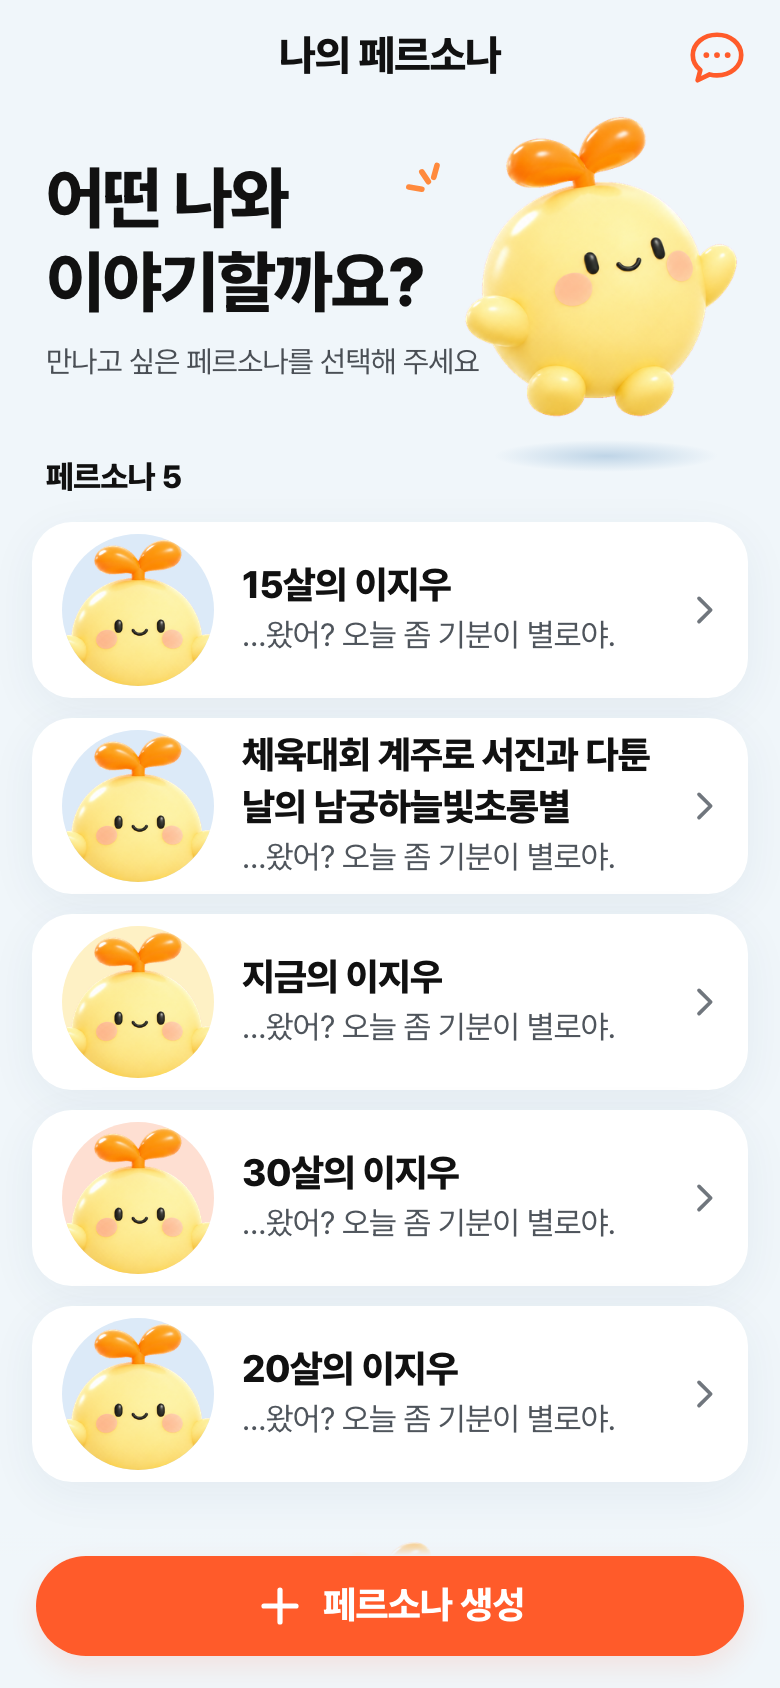 나의 페르소나
어떤 나와
이야기할까요?
만나고 싶은 페르소나를 선택해 주세요
페르소나 5
15살의 이지우
...왔어? 오늘 좀 기분이 별로야.
체육대회 계주로 서진과 다툰
날의 남궁하늘빛초롱별
...왔어? 오늘 좀 기분이 별로야.
지금의 이지우
...왔어? 오늘 좀 기분이 별로야.
30살의 이지우
...왔어? 오늘 좀 기분이 별로야.
20살의 이지우
...왔어? 오늘 좀 기분이 별로야.
페르소나 생성